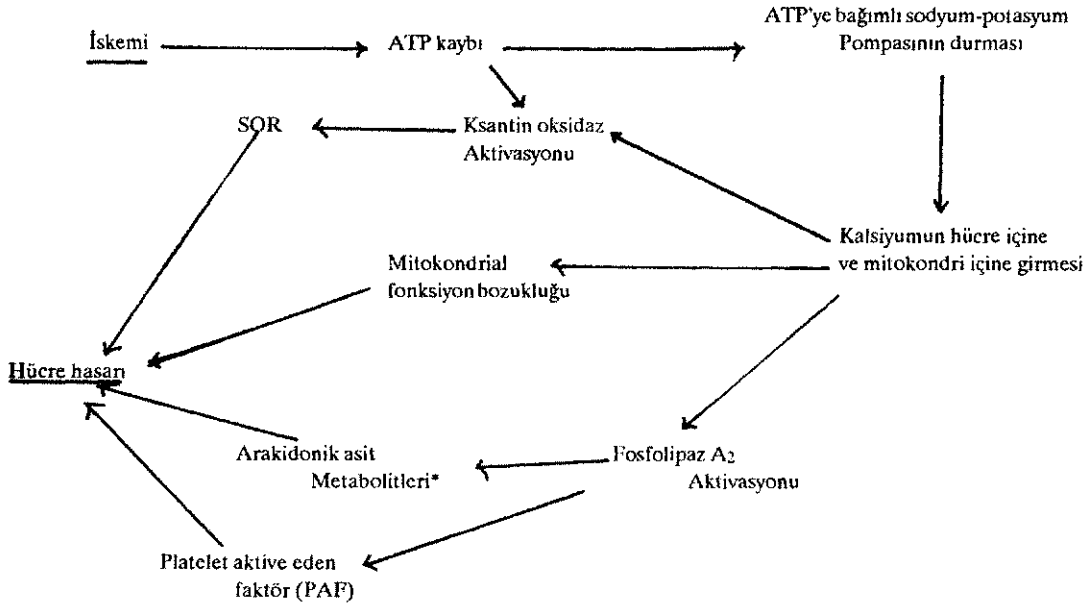 İskemi
ATP kaybı
ATP'ye bağımlı sodyum-potasyum
Pompasının durması
SOR
Ksantin oksidaz
Aktivasyonu
Kalsiyumun hücre içine
ve mitokondri içine girmesi
Mitokondrial
fonksiyon bozukluğu
Hücre hasarı
Arakidonik asit
Metabolitleri*
Fosfolipaz A2
Aktivasyonu
Platelet aktive eden
faktör (PAF)